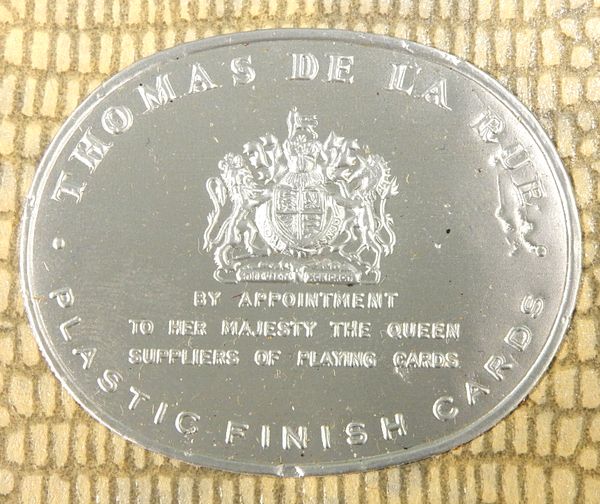 · THOMAS DE LA RUE ·
BY APPOINTMENT
TO HER MAJESTY THE QUEEN
SUPPLIERS OF PLAYING CARDS
PLASTIC FINISH CARDS